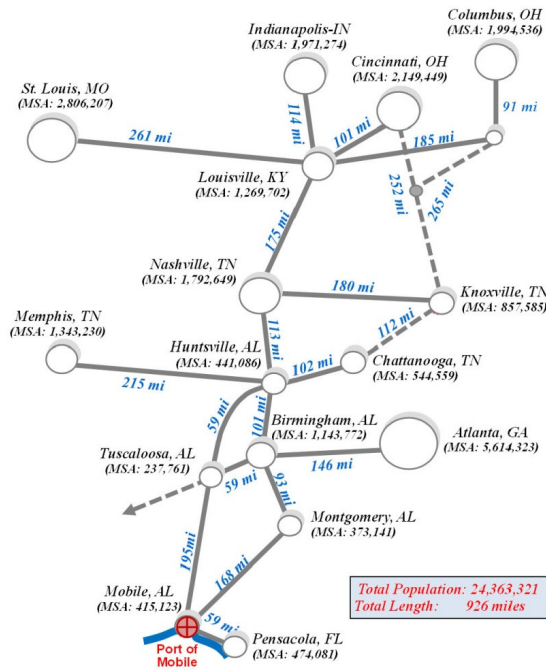 Columbus, OH
(MSA: 1,994,536)
Indianapolis-IN
(MSA: 1,971,274)
Cincinnati, OH
(MSA: 2,149,449)
St. Louis, MO
(MSA: 2,806,207)
91 mi
114 mi
101 mi
261 mi
185 mi
Louisville, KY
(MSA: 1,269,702)
252 mi
265 mi
175 mi
Nashville, TN
(MSA: 1,792,649)
180 mi
Knoxville, TN
(MSA: 857,585)
Memphis, TN
(MSA: 1,343,230)
113 mi
112 mi
Huntsville, AL
(MSA: 441,086)
102 mi
Chattanooga, TN
(MSA: 544,559)
215 mi
59 mi
101 mi
Birmingham, AL
(MSA: 1,143,772)
Atlanta, GA
(MSA: 5,614,323)
Tuscaloosa, AL
(MSA: 237,761)
59 mi
146 mi
93 mi
Montgomery, AL
(MSA: 373,141)
195mi
168 mi
Mobile, AL
(MSA: 415,123)
Total Population: 24,363,321
Total Length: 926 miles
59 mi
Port of
Mobile
Pensacola, FL
(MSA: 474,081)